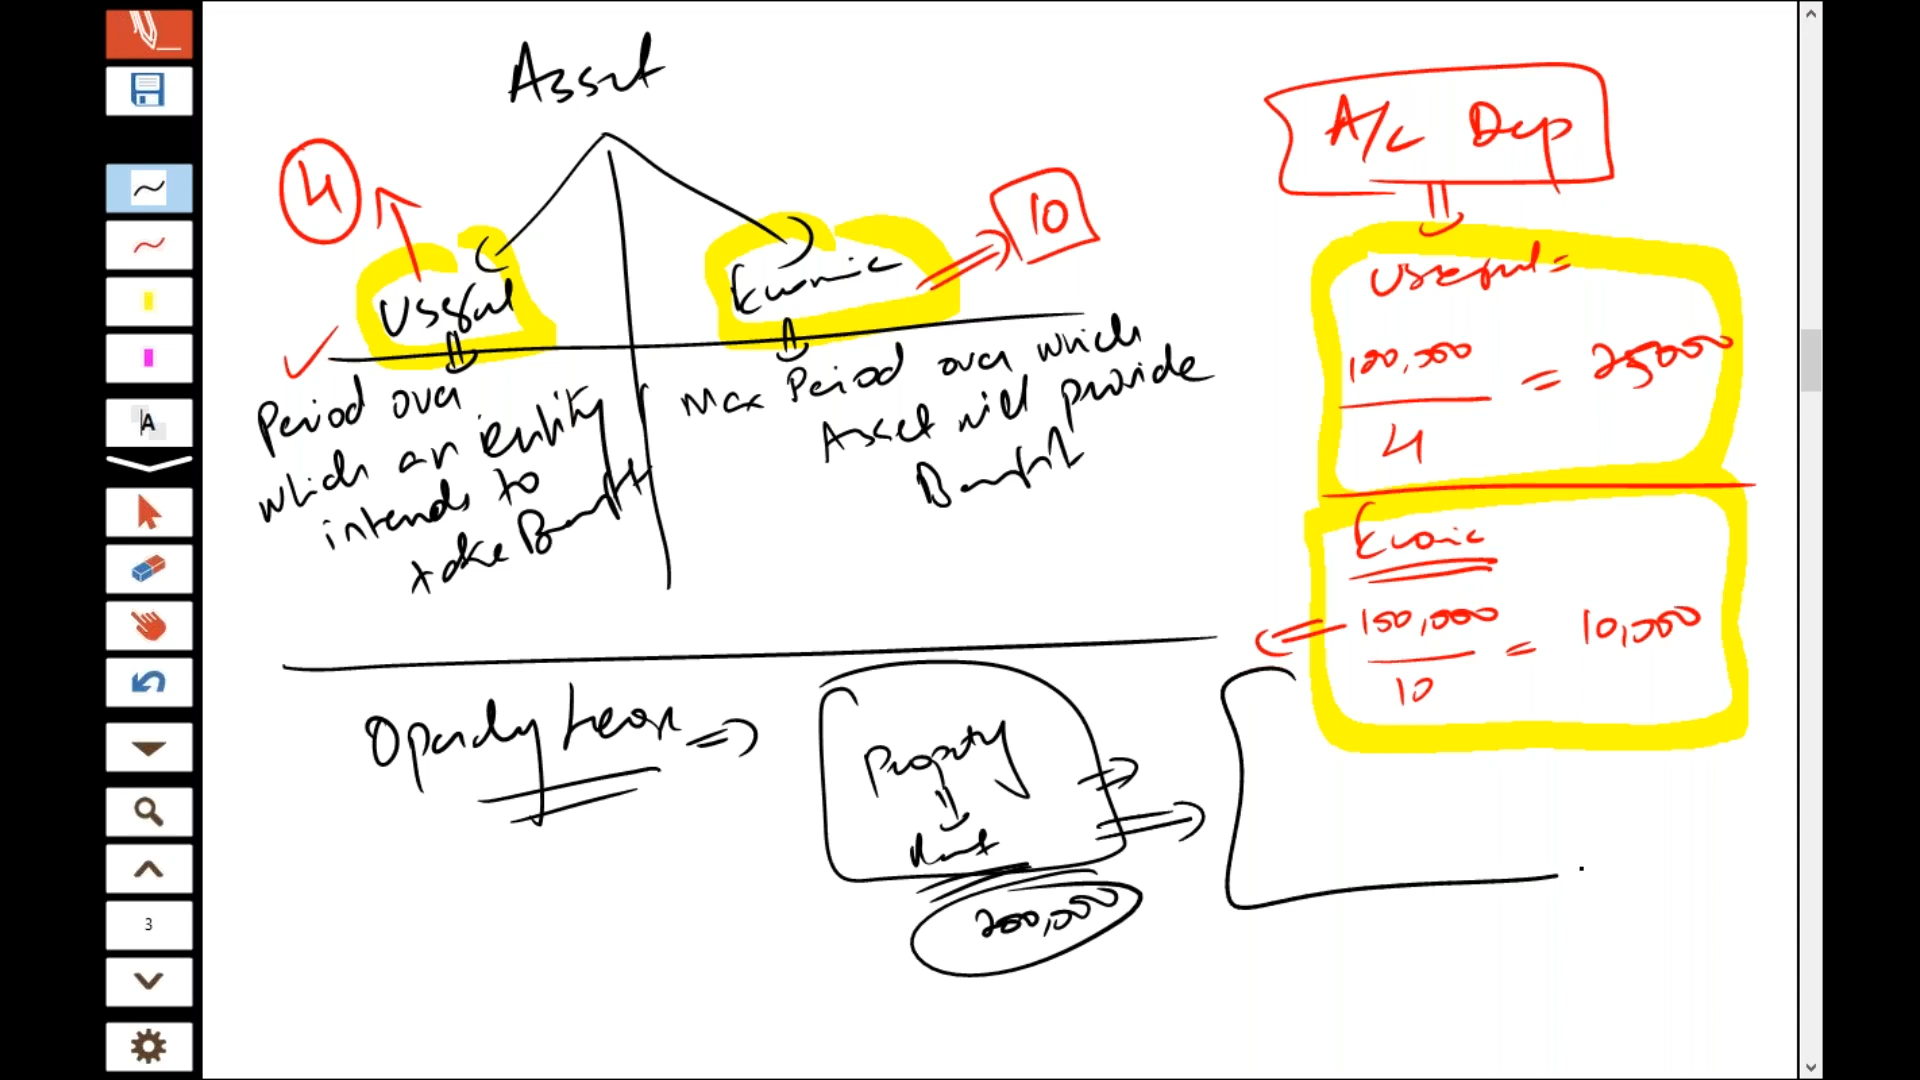 Asset
4
10
Useful
Economic
Period over
which an entity
intends to
take Benefit
Max Period over which
Asset will provide
Benefit
A/c Dep
Useful =
100,000
4
= 25000
100,000
10
= 10,000
Operating Lease
Property
Rent
200,000
A
3